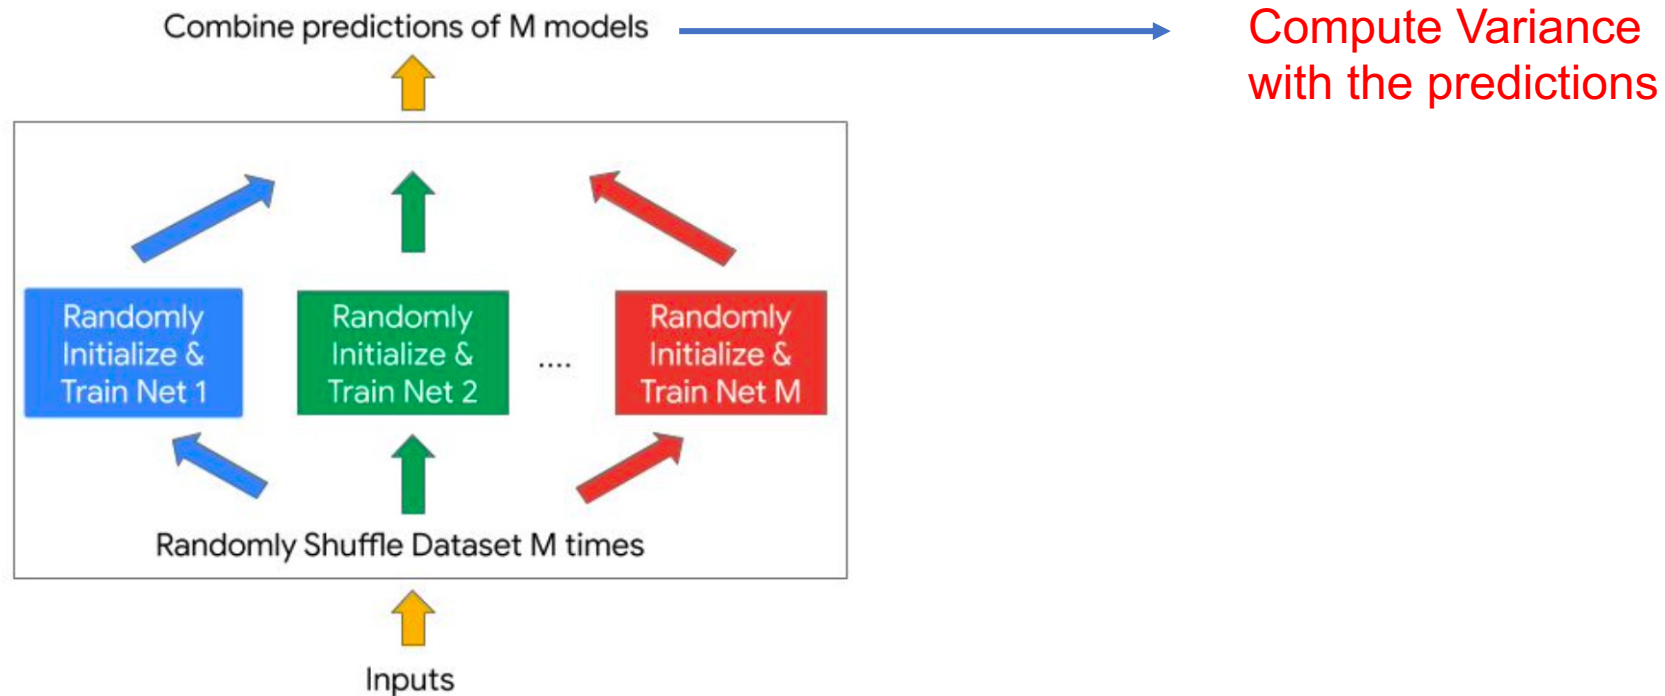 Combine predictions of M models
Compute Variance
with the predictions
Randomly
Initialize &
Train Net 1
Randomly
Initialize &
Train Net 2
....
Randomly
Initialize &
Train Net M
Randomly Shuffle Dataset M times
Inputs